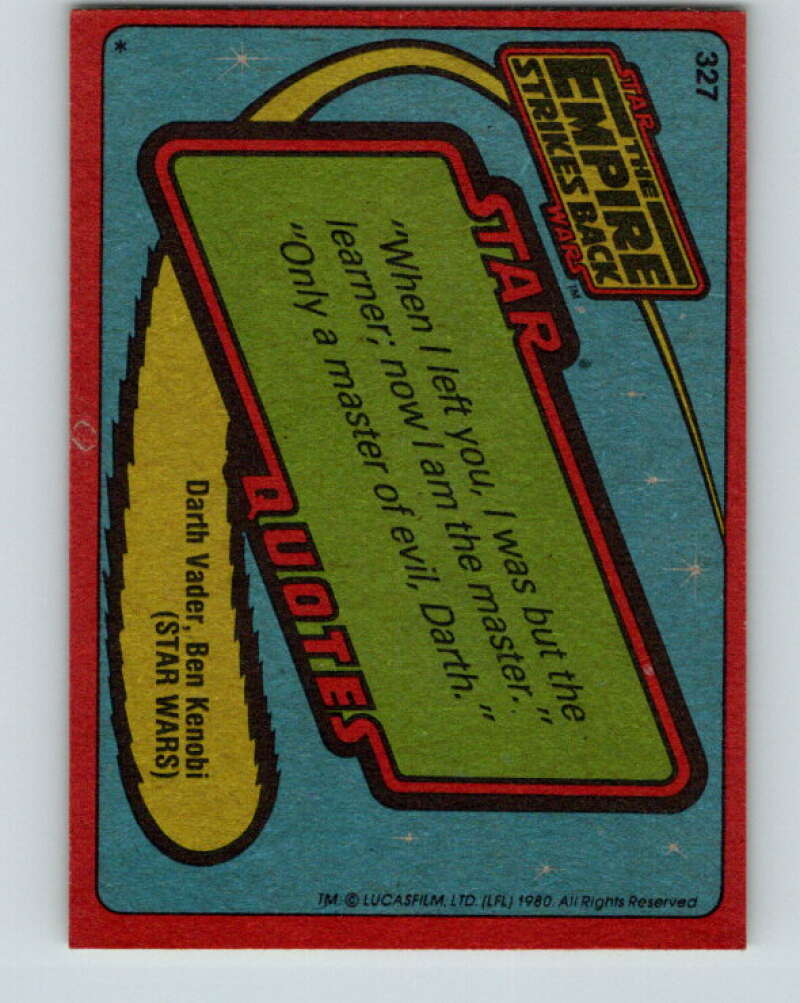 327
STAR
THE
EMPIRE
STRIKES BACK
WARS™
STAR
"When I left you, I was but the
learner; now I am the master.."
"Only a master of evil, Darth."
QUOTES
Darth Vader, Ben Kenobi
(STAR WARS)
*
TM: © LUCASFILM, LTD. (LFL) 1980. All Rights Reserved